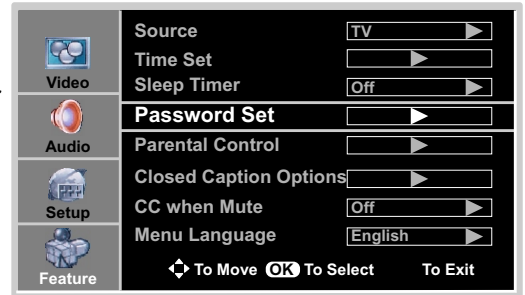 Video
Audio
Setup
Feature
Source TV
Time Set
Sleep Timer Off
Password Set
Parental Control
Closed Caption Options
CC when Mute Off
Menu Language English
To Move OK To Select To Exit